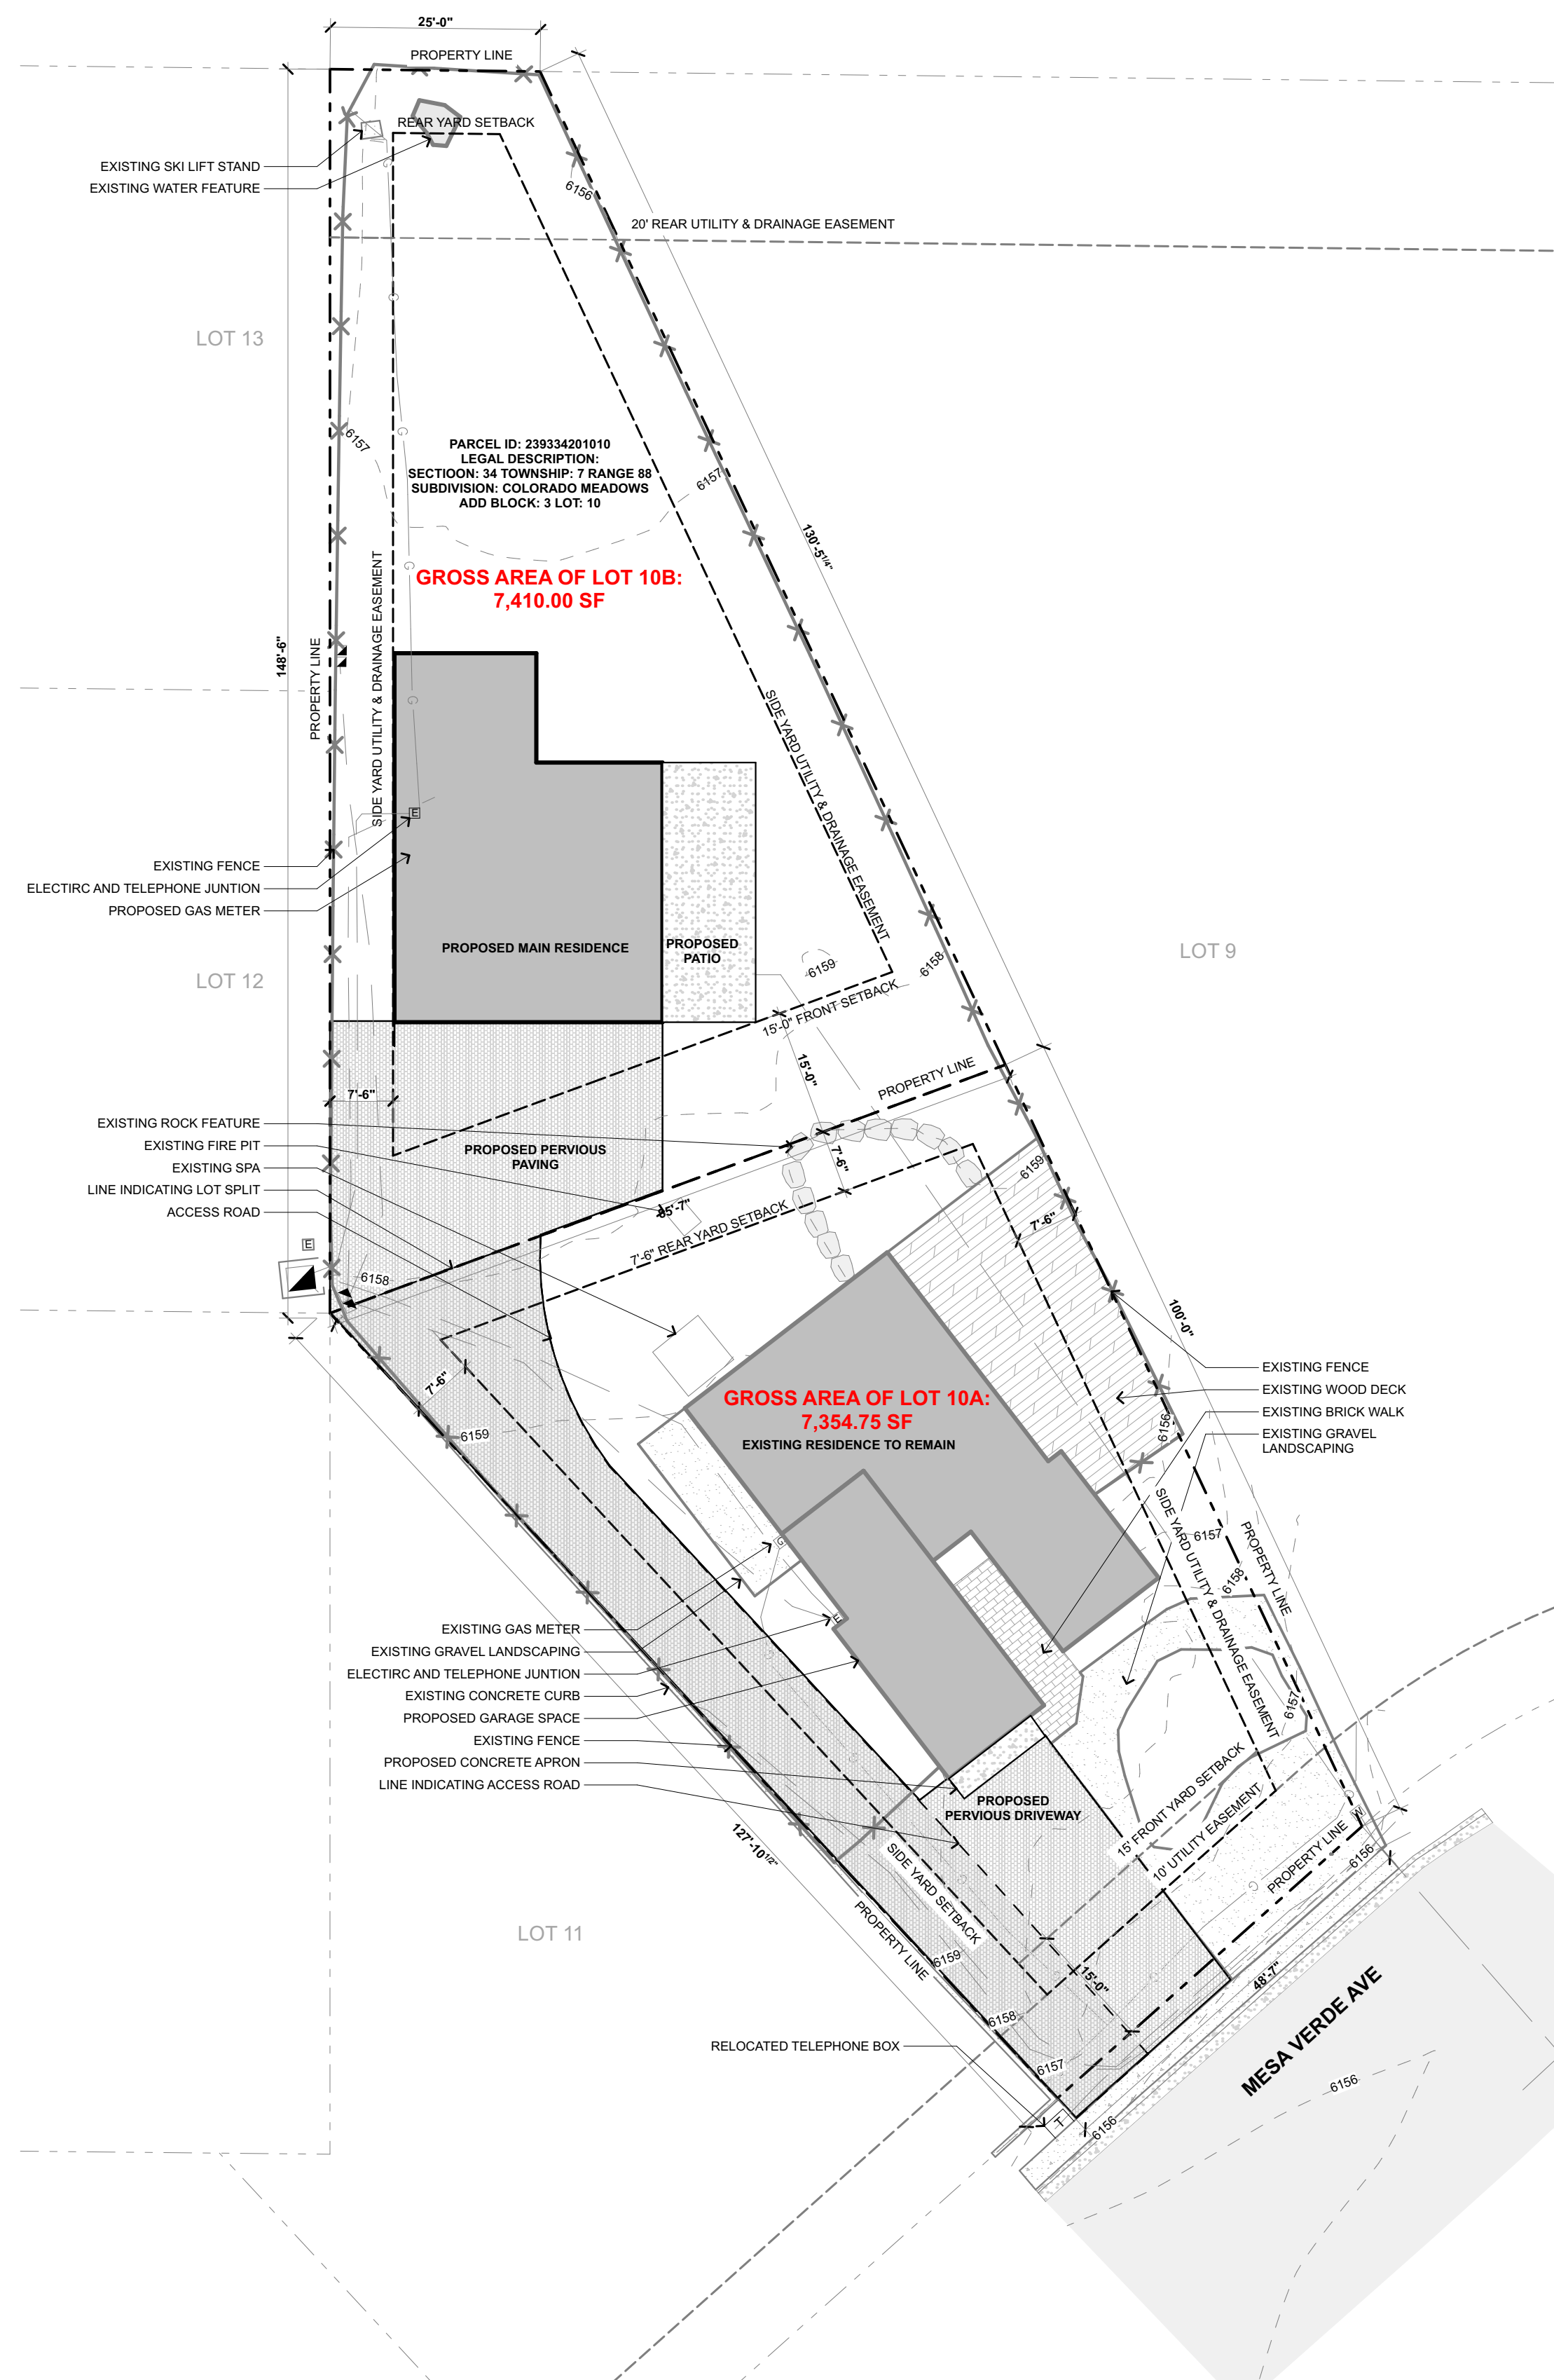 25'-0"
PROPERTY LINE
REAR YARD SETBACK
EXISTING SKI LIFT STAND
EXISTING WATER FEATURE
6156
20' REAR UTILITY & DRAINAGE EASEMENT
LOT 13
G
G
G
G
G
6157
PARCEL ID: 239334201010
LEGAL DESCRIPTION:
SECTIOON: 34 TOWNSHIP: 7 RANGE 88
SUBDIVISION: COLORADO MEADOWS
ADD BLOCK: 3 LOT: 10
6157
130'-5 1/4"
GROSS AREA OF LOT 10B:
7,410.00 SF
148'-6"
PROPERTY LINE
SIDE YARD UTILITY & DRAINAGE EASEMENT
SIDE YARD UTILITY & DRAINAGE EASEMENT
E
EXISTING FENCE
ELECTIRC AND TELEPHONE JUNTION
PROPOSED GAS METER
PROPOSED MAIN RESIDENCE
PROPOSED
PATIO
6159
6158
LOT 9
LOT 12
15'-0" FRONT SETBACK
15'-0"
PROPERTY LINE
7'-6"
EXISTING ROCK FEATURE
EXISTING FIRE PIT
EXISTING SPA
LINE INDICATING LOT SPLIT
ACCESS ROAD
PROPOSED PERVIOUS
PAVING
7'-6"
6159
85'-7"
7'-6" REAR YARD SETBACK
7'-6"
E
6158
100'-0"
7'-6"
EXISTING FENCE
EXISTING WOOD DECK
EXISTING BRICK WALK
EXISTING GRAVEL
LANDSCAPING
GROSS AREA OF LOT 10A:
7,354.75 SF
EXISTING RESIDENCE TO REMAIN
6159
6156
SIDE YARD UTILITY & DRAINAGE EASEMENT
6157
PROPERTY LINE
6158
G
E
EXISTING GAS METER
EXISTING GRAVEL LANDSCAPING
ELECTIRC AND TELEPHONE JUNTION
EXISTING CONCRETE CURB
PROPOSED GARAGE SPACE
EXISTING FENCE
PROPOSED CONCRETE APRON
LINE INDICATING ACCESS ROAD
6157
PROPOSED
PERVIOUS DRIVEWAY
15' FRONT YARD SETBACK
10' UTILITY EASEMENT
PROPERTY LINE
W
6156
127'-10 1/2"
SIDE YARD SETBACK
PROPERTY LINE
LOT 11
6159
15'-0"
48'-7"
6158
MESA VERDE AVE
RELOCATED TELEPHONE BOX
6157
6156
T
6156